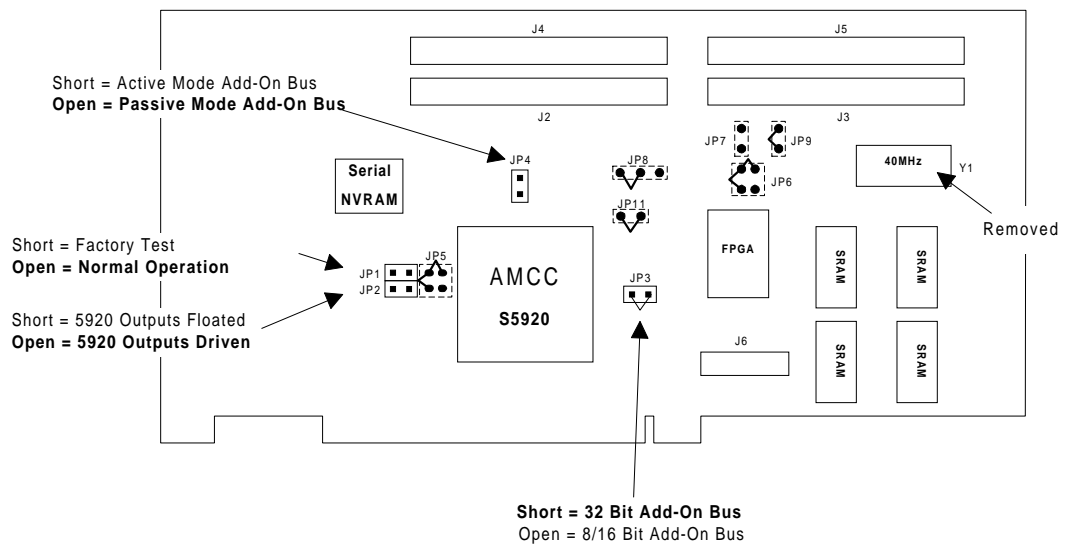 J4
J5
Short = Active Mode Add-On Bus
Open = Passive Mode Add-On Bus
J2
J3
JP7
JP9
JP4
JP8
40MHz
Y1
Serial
NVRAM
JP6
JP11
Removed
Short = Factory Test
Open = Normal Operation
JP1
JP5
JP2
AMCC
S5920
FPGA
SRAM
SRAM
JP3
Short = 5920 Outputs Floated
Open = 5920 Outputs Driven
J6
SRAM
SRAM
Short = 32 Bit Add-On Bus
Open = 8/16 Bit Add-On Bus